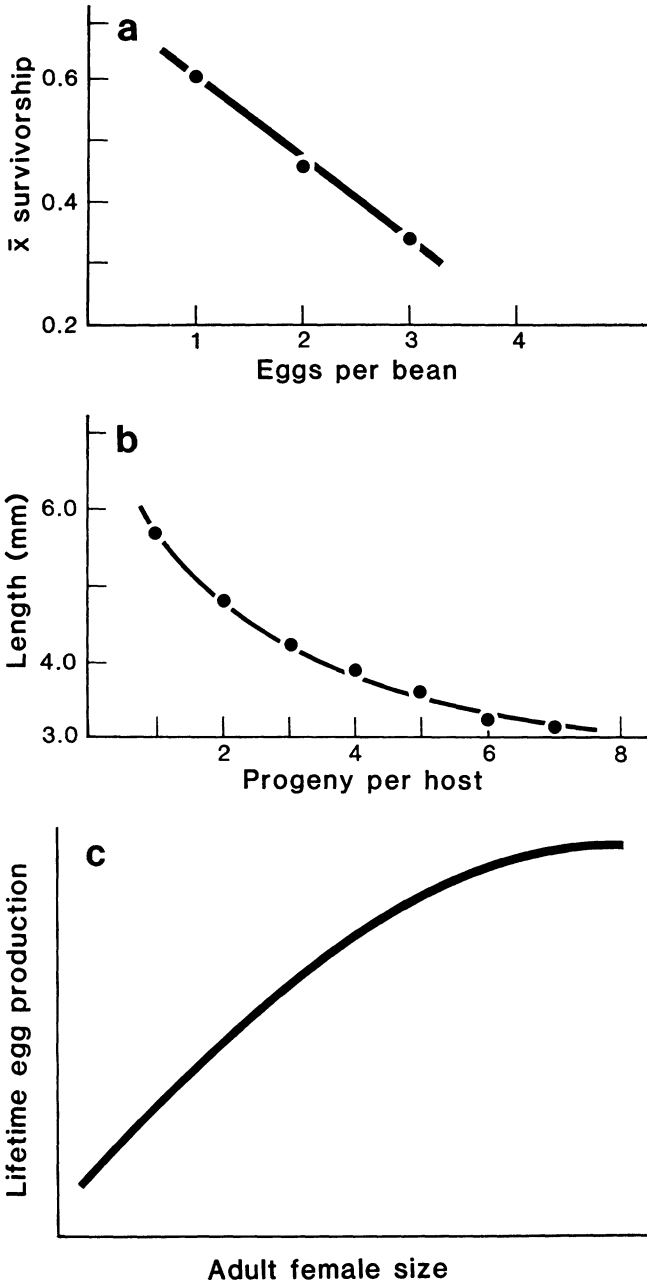 a
x̄ survivorship
0.6
0.4
0.2
1 2 3 4
Eggs per bean
b
Length (mm)
6.0
4.0
3.0
2 4 6 8
Progeny per host
c
Lifetime egg production
Adult female size